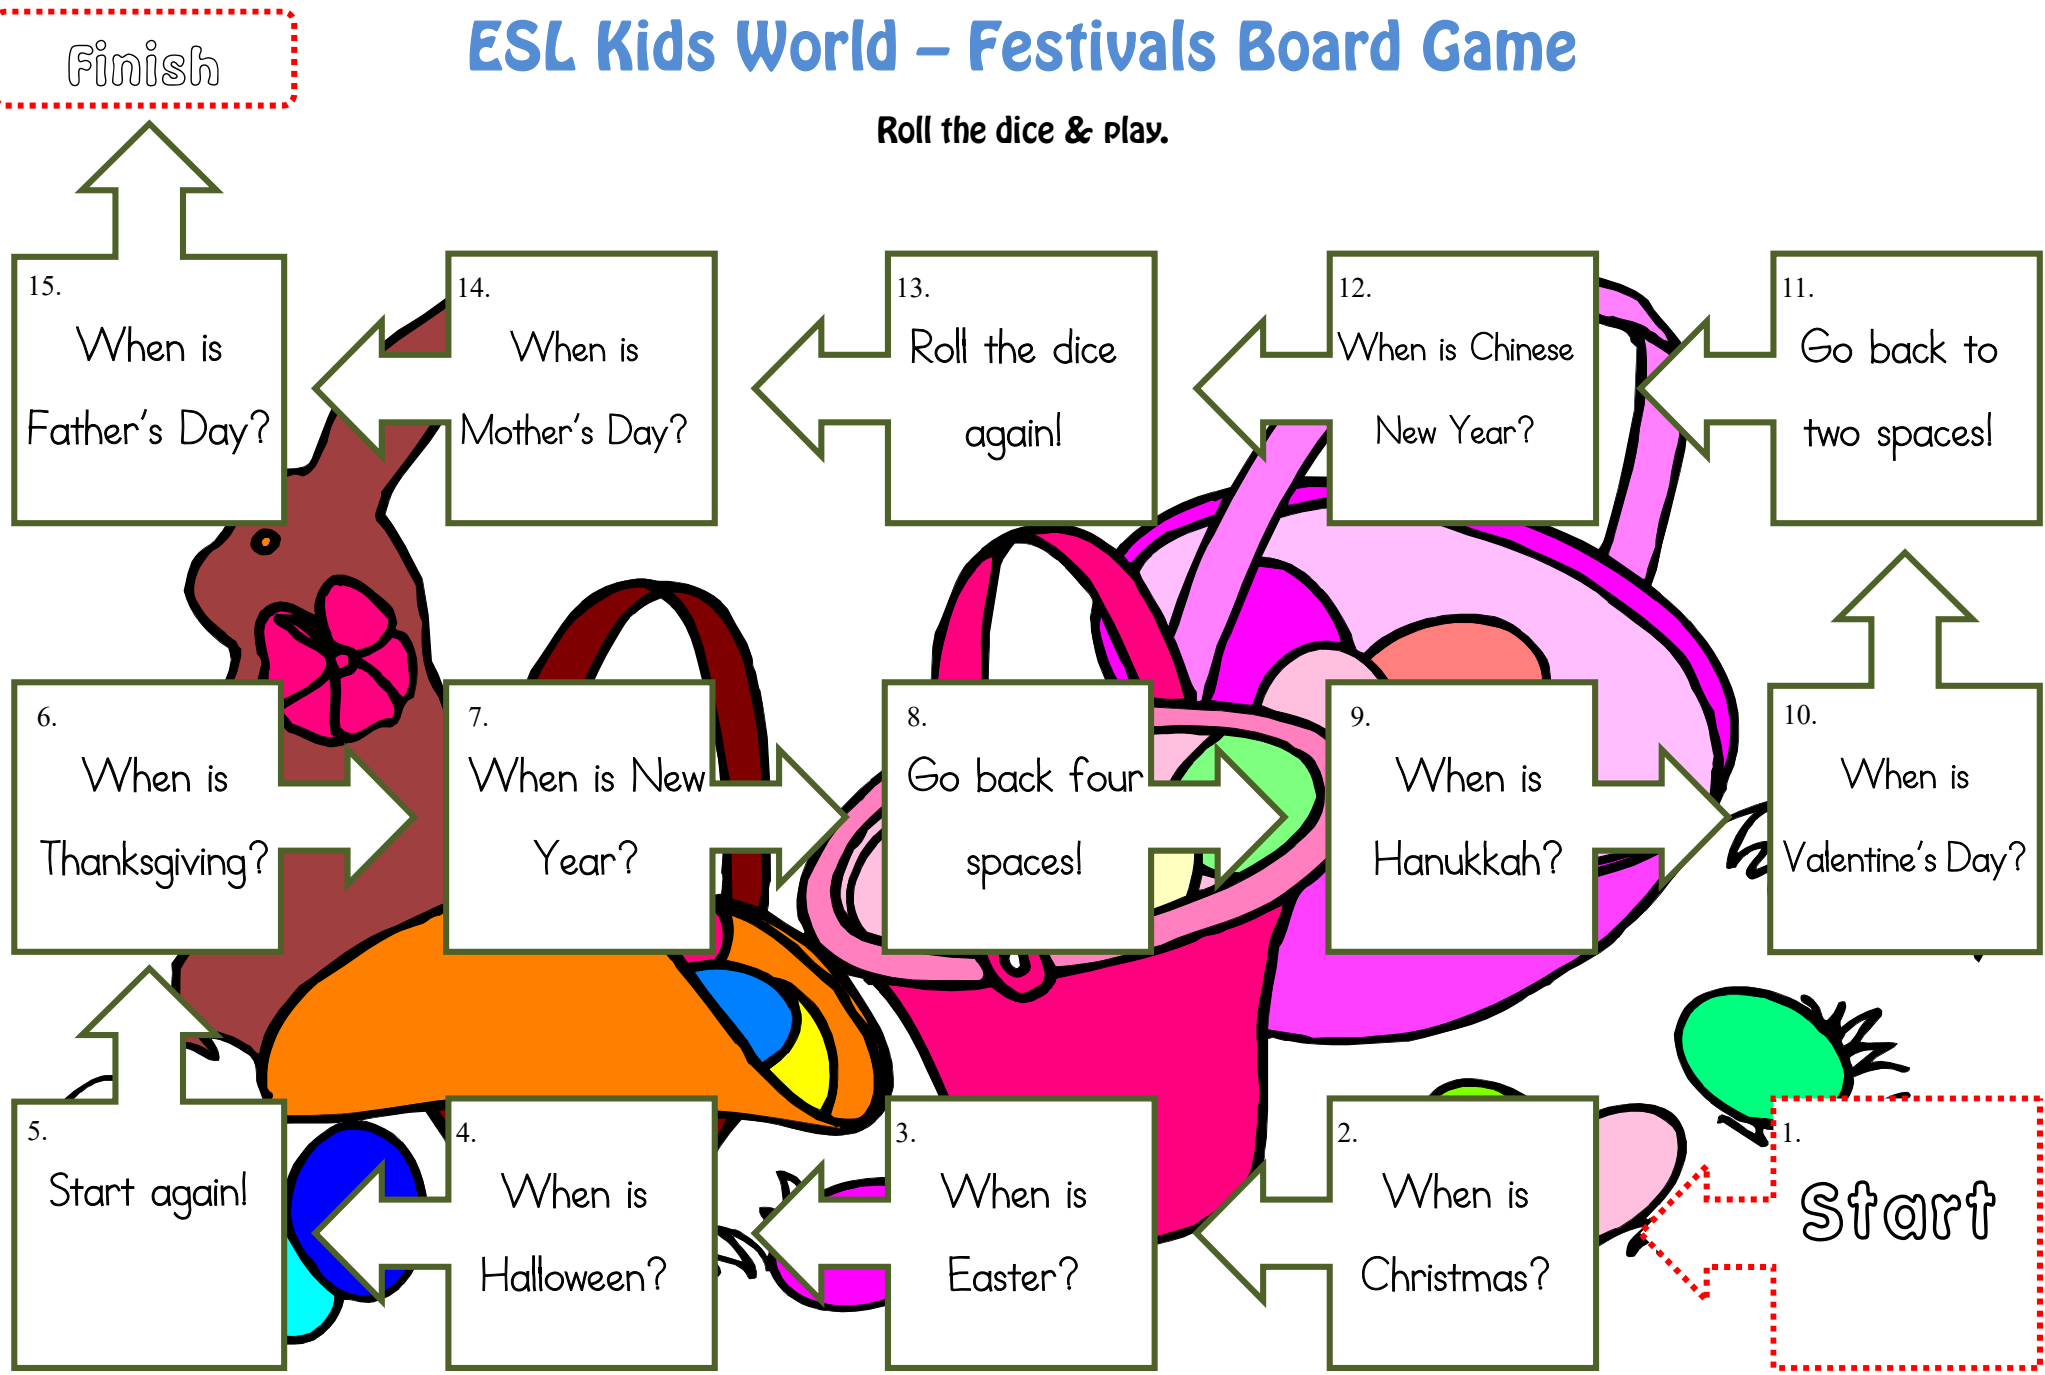 Finish
ESL Kids World – Festivals Board Game
Roll the dice & play.
15.
When is
Father's Day?
14.
When is
Mother's Day?
13.
Roll the dice
again!
12.
When is Chinese
New Year?
11.
Go back to
two spaces!
6.
When is
Thanksgiving?
7.
When is New
Year?
8.
Go back four
spaces!
9.
When is
Hanukkah?
10.
When is
Valentine's Day?
5.
Start again!
4.
When is
Halloween?
3.
When is
Easter?
2.
When is
Christmas?
1.
Start